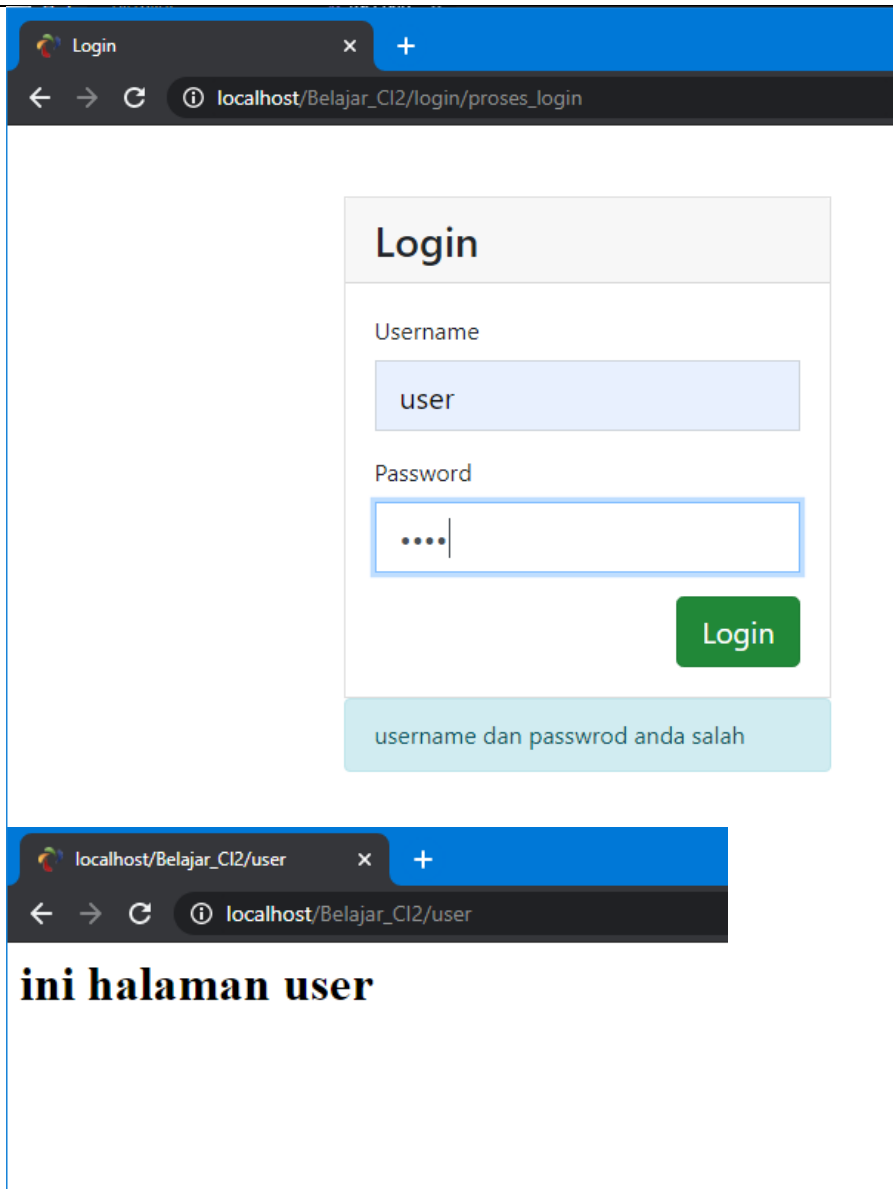 Login
localhost/Belajar_CI2/login/proses_login
Login
Username
user
Password
••••
Login
username dan passwrod anda salah
localhost/Belajar_CI2/user
localhost/Belajar_CI2/user
ini halaman user